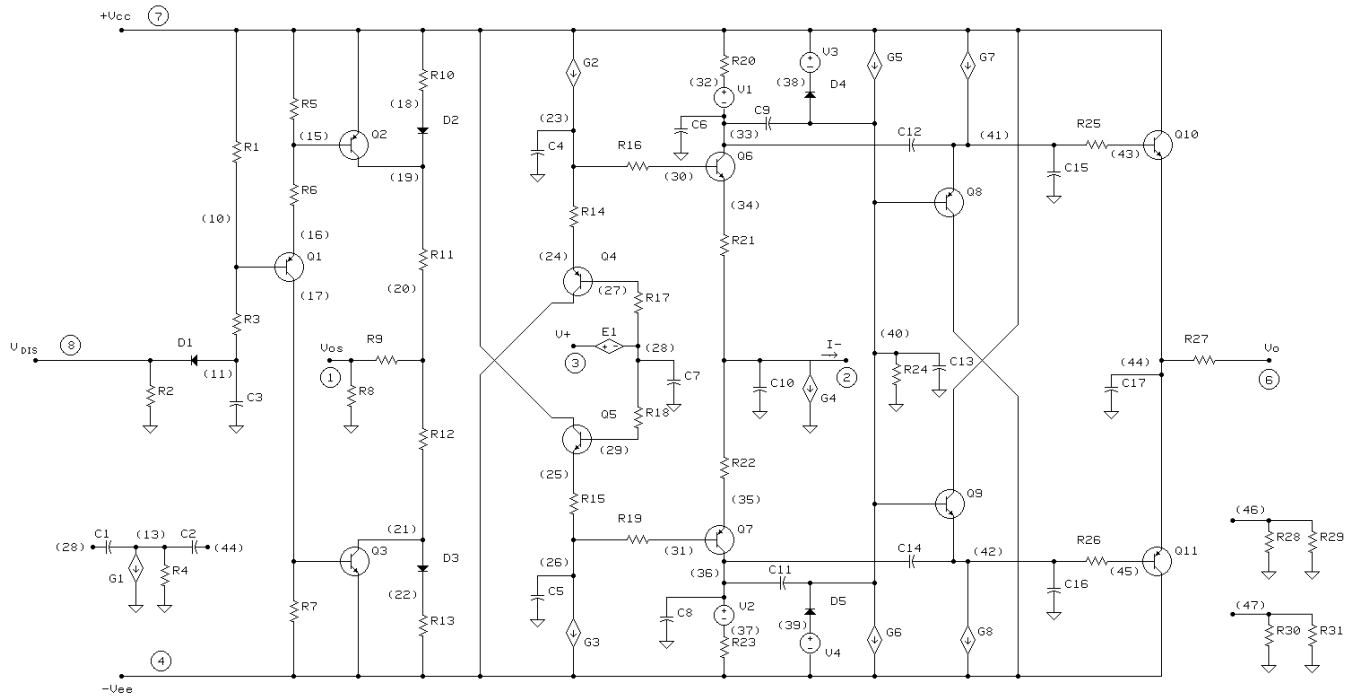 +Vcc 7
V3
R20 G5 G7
G2 (32) (38) D4
R10 V1
(18) C9
R5 D2 (23) C6 (33) C12 (41) R25 Q10
(15) Q2 C4 R16 Q6 (43)
R1 (30) C15
(19)
R6 Q8
(10) R14 (34)
(16) R21
Q1 R11 (24) Q4
(17) (20) (27)
R17
R3 (40)
VDIS 8 D1 Vos R9 V+ E1 I- R27 Vo
(11) 1 3 (28) 2 (44) 6
R2 C3 R8 C7 C10 G4 R24 C13 C17
Q5 R18
R12 (29)
(25) R22
R15 (35) Q9
C1 (13) C2 (21) R19 Q7 (46)
(28) (44) Q3 (31) C14 (42) R26 Q11 R28 R29
G1 R4 D3 (26) (36) C11 (45)
(22) C5 C8 D5 C16
R7 V2 (39) (47)
R13 G3 (37) G6 G8 R30 R31
R23 V4
4
-Vee